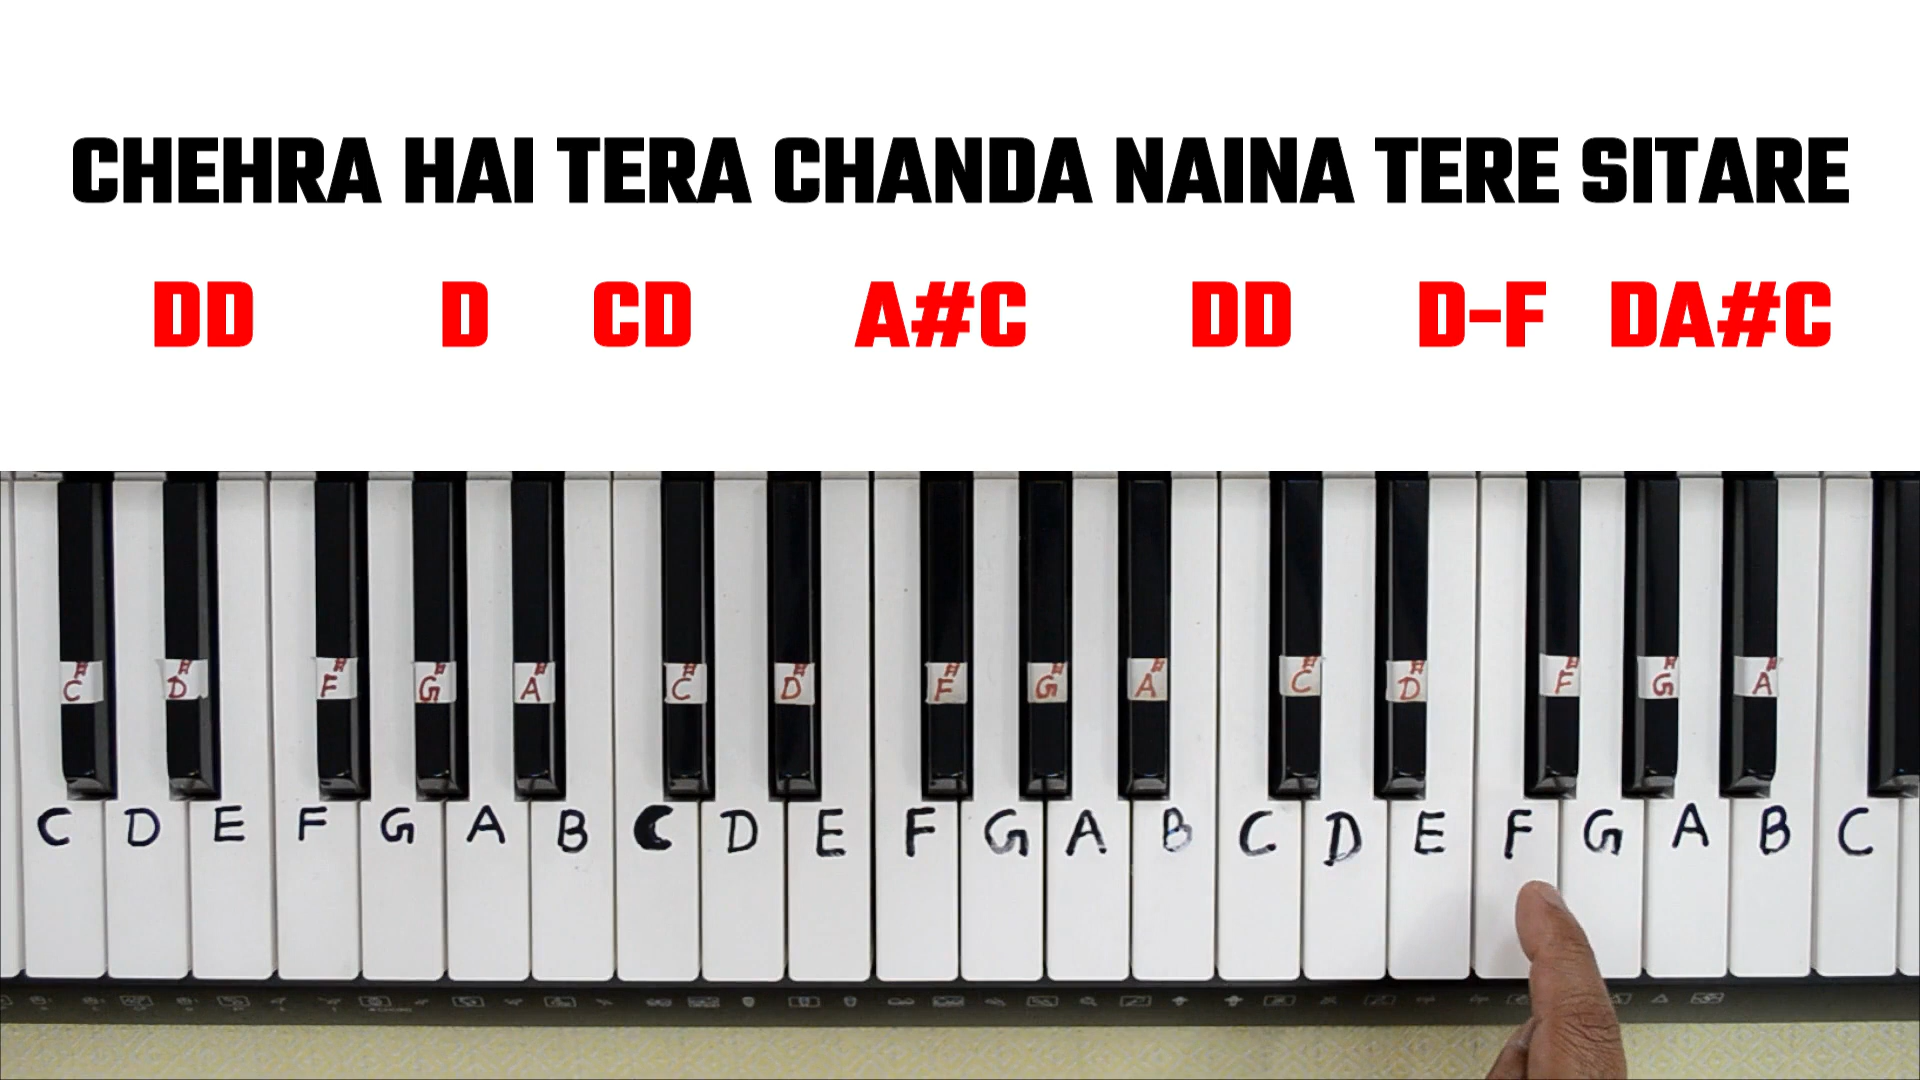 CHEHRA HAI TERA CHANDA NAINA TERE SITARE
DD D CD A#C DD D-F DA#C
C# D# F# G# A# C# D# F# G# A# C# D# F# G# A#
C D E F G A B C D E F G A B C D E F G A B C